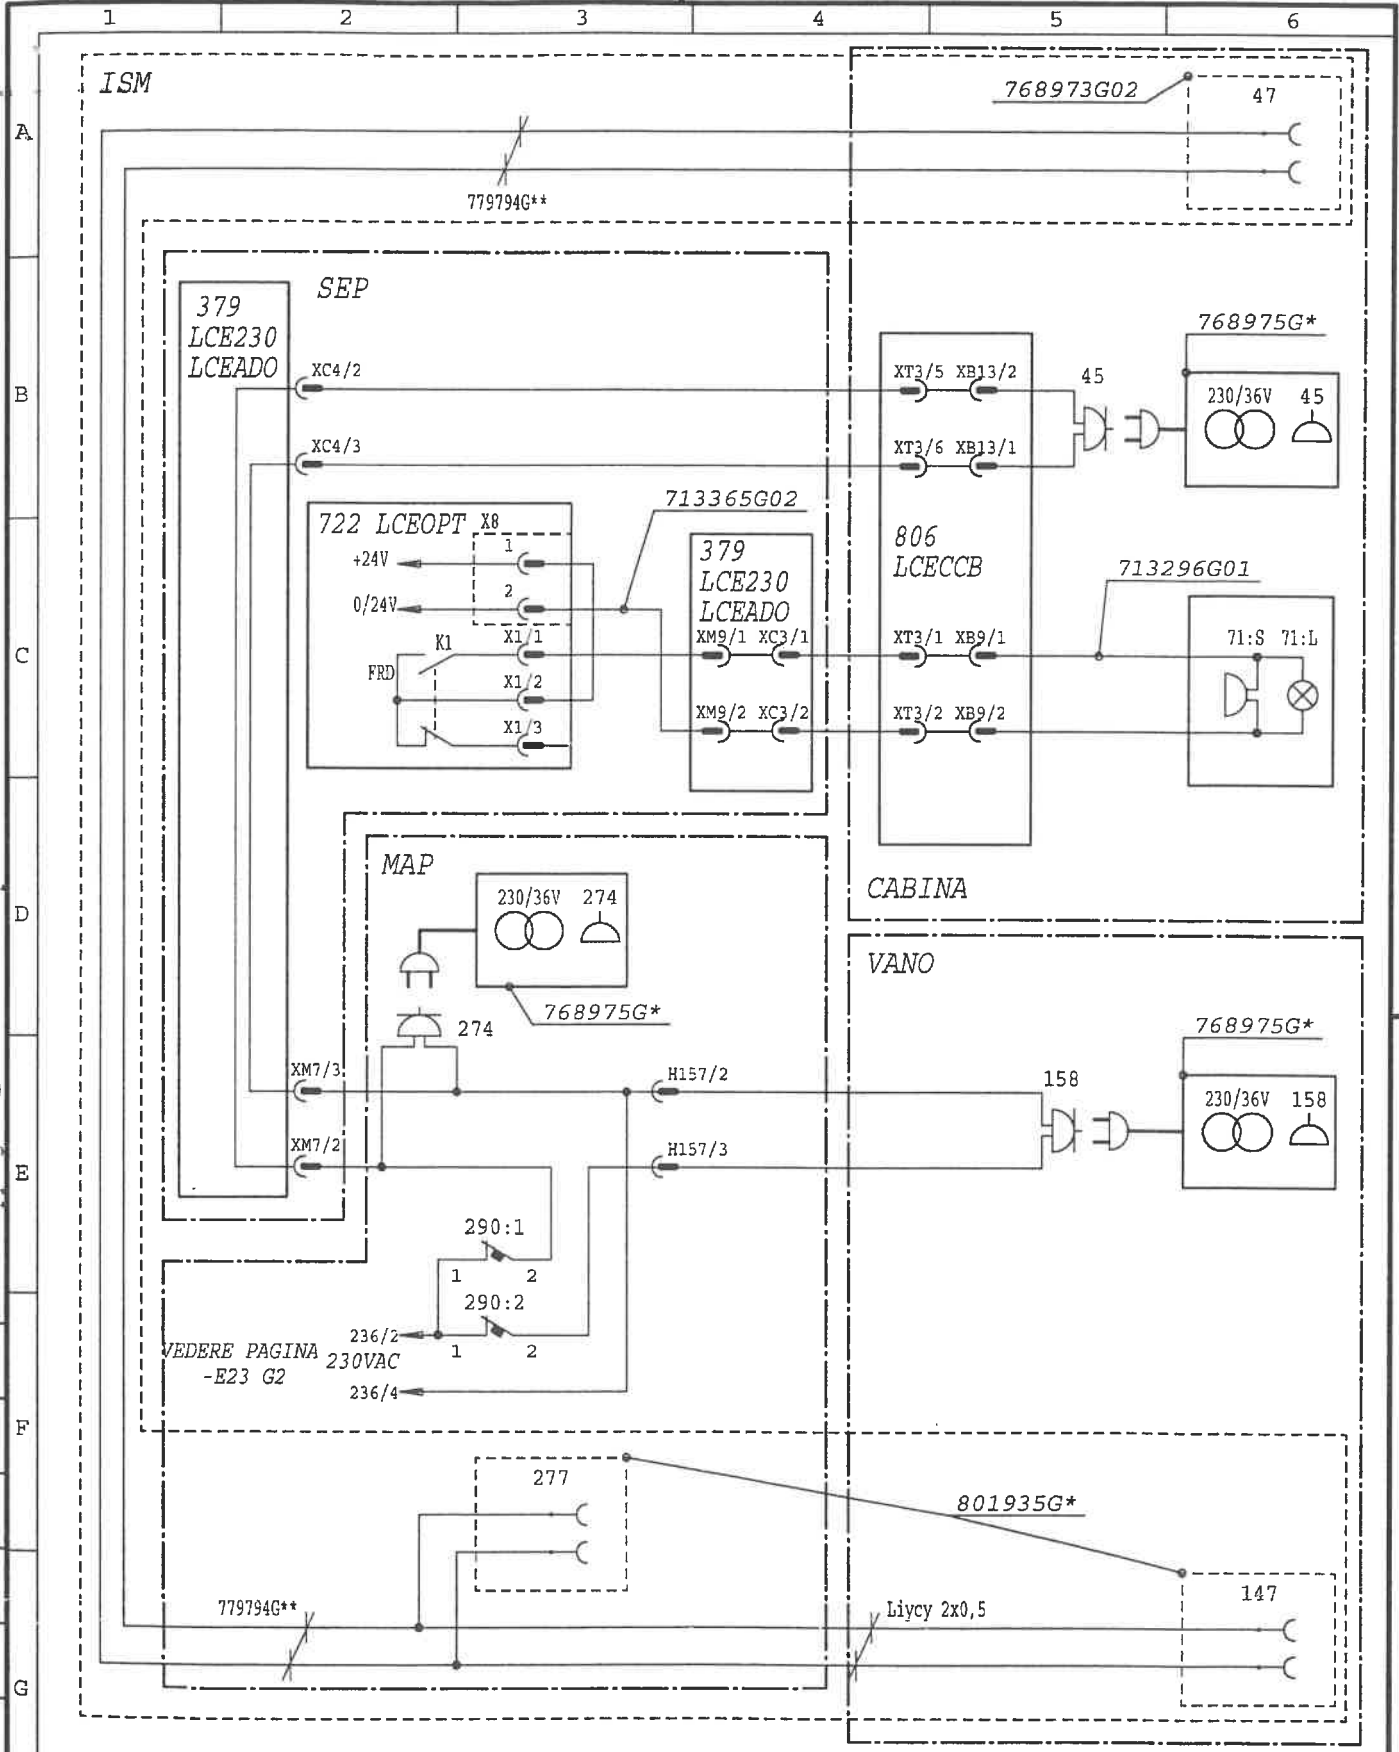 1 2 3 4 5 6
A
B
C
D
E
F
G
ISM
768973G02
47
779794G**
SEP
379
LCE230
LCEADO
XC4/2
XC4/3
XT3/5 XB13/2
XT3/6 XB13/1
45
768975G*
230/36V 45
722 LCEOPT X8
+24V 1
0/24V 2
K1
FRD
X1/1
X1/2
X1/3
713365G02
379
LCE230
LCEADO
XM9/1 XC3/1
XM9/2 XC3/2
806
LCECCB
XT3/1 XB9/1
XT3/2 XB9/2
713296G01
71:S 71:L
CABINA
MAP
230/36V 274
768975G*
274
VANO
XM7/3
XM7/2
H157/2
H157/3
158
768975G*
230/36V 158
290:1
1 2
290:2
1 2
236/2
VEDERE PAGINA
-E23 G2
230VAC
236/4
277
801935G*
779794G**
Liycy 2x0,5
147